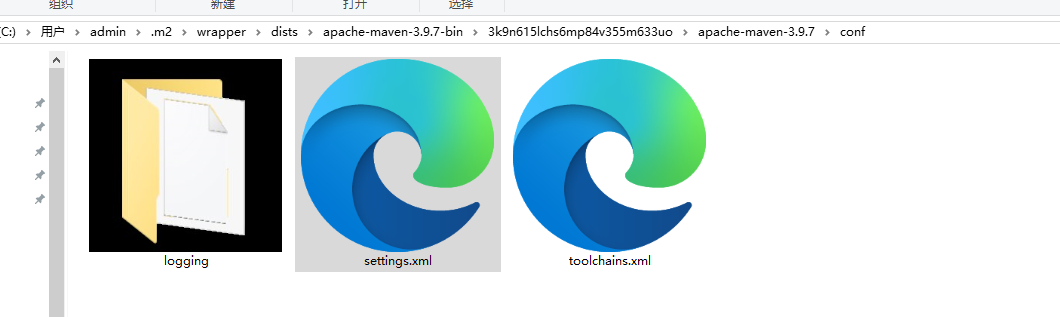 组织 新建 打开 选择
(C:) > 用户 > admin > .m2 > wrapper > dists > apache-maven-3.9.7-bin > 3k9n615lchs6mp84v355m633uo > apache-maven-3.9.7 > conf
logging settings.xml toolchains.xml